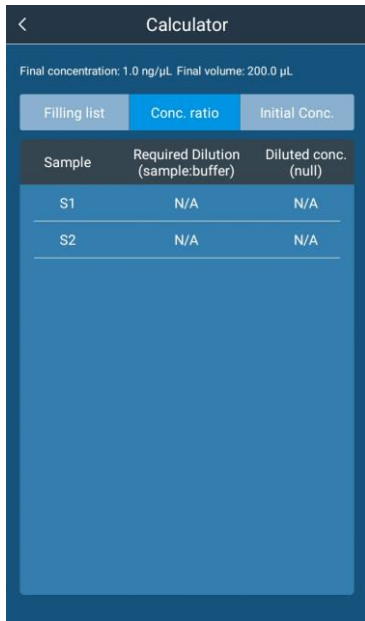 Calculator
Final concentration: 1.0 ng/µL Final volume: 200.0 µL
Filling list Conc. ratio Initial Conc.
Sample Required Dilution (sample:buffer) Diluted conc. (null)
S1 N/A N/A
S2 N/A N/A